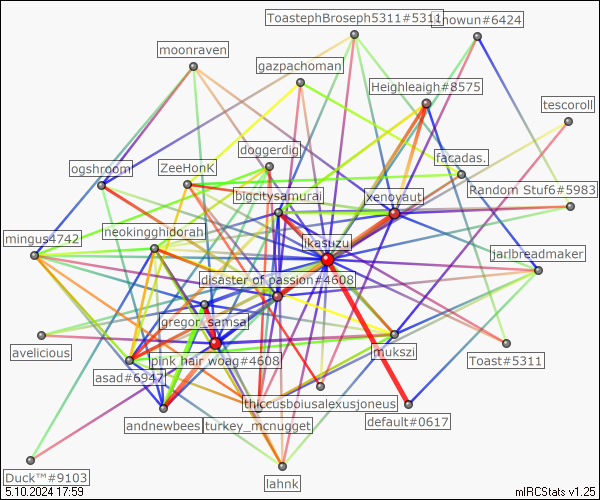 ToastephBroseph5311#5311
nowun#6424
moonraven
gazpachoman
Heighleaigh#8575
tescoroll
doggerdig
facadas.
ogshroom
ZeeHonK
bigcitysamurai
xenoyaut
Random Stuf6#5983
mingus4742
neokingghidorah
ikasuzu
jarlbreadmaker
disaster of passion#4608
gregor_samsa
avelicious
mukszi
Toast#5311
asad#6947
pink hair woag#4608
thiccusboiusalexusjoneus
default#0617
andnewbees
turkey_mcnugget
Duck™#9103
lahnk
5.10.2024 17:59
mIRCStats v1.25